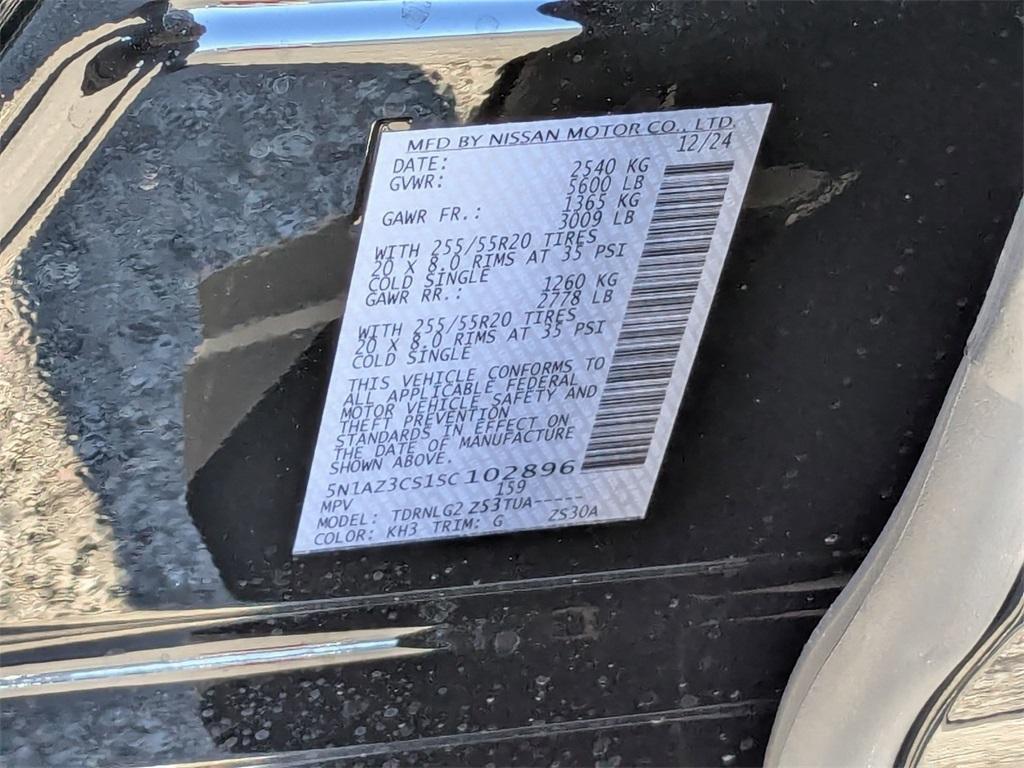 MFD BY NISSAN MOTOR CO., LTD.
DATE: 12/24
GVWR: 2540 KG
5600 LB
GAWR FR.: 1365 KG
3009 LB
WITH 255/55R20 TIRES
20 X 8.0 RIMS AT 35 PSI
COLD SINGLE
GAWR RR.: 1260 KG
2778 LB
WITH 255/55R20 TIRES
20 X 8.0 RIMS AT 35 PSI
COLD SINGLE
THIS VEHICLE CONFORMS TO
ALL APPLICABLE FEDERAL
MOTOR VEHICLE SAFETY AND
THEFT PREVENTION
STANDARDS IN EFFECT ON
THE DATE OF MANUFACTURE
SHOWN ABOVE.
5N1AZ3CS1SC102896
MPV 159
MODEL: TDRNLG2 ZS3TUA-----
COLOR: KH3 TRIM: G ZS30A